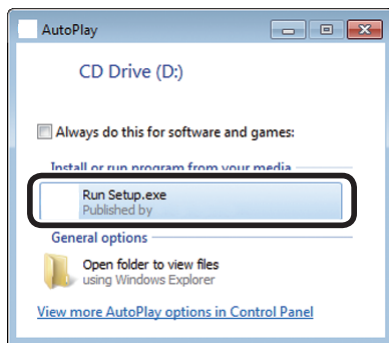 AutoPlay
CD Drive (D:)
Always do this for software and games:
Install or run program from your media
Run Setup.exe
Published by
General options
Open folder to view files
using Windows Explorer
View more AutoPlay options in Control Panel